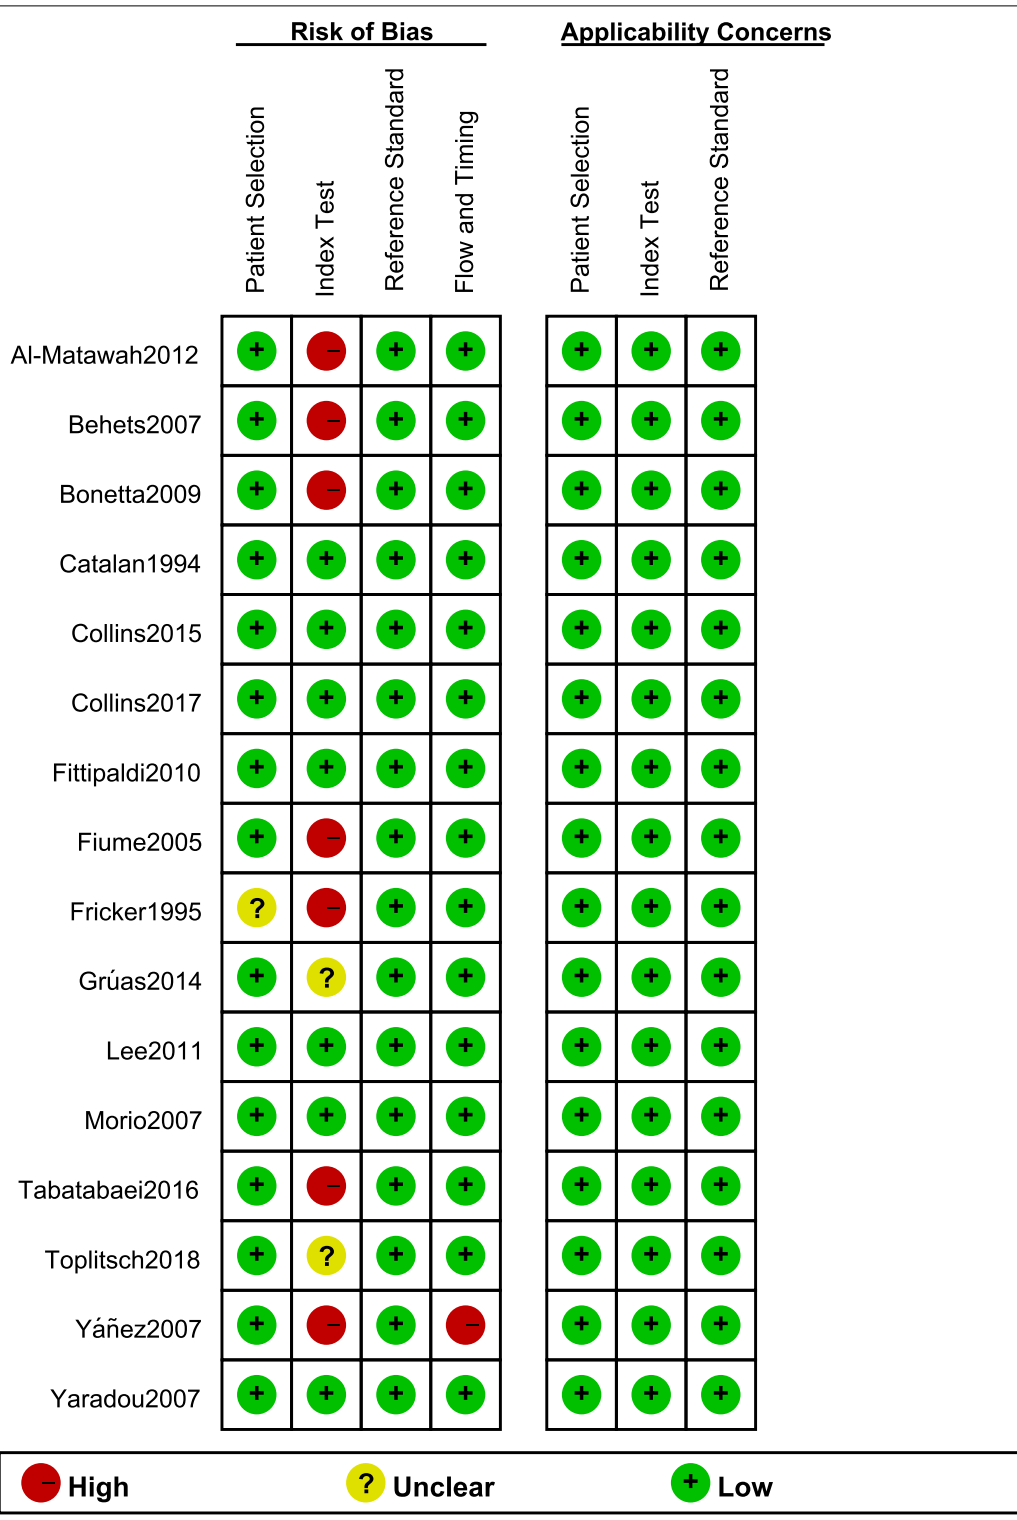 Risk of Bias
Applicability Concerns
Patient Selection
Index Test
Reference Standard
Flow and Timing
Patient Selection
Index Test
Reference Standard
Al-Matawah2012 + – + + + + +
Behets2007 + – + + + + +
Bonetta2009 + – + + + + +
Catalan1994 + + + + + + +
Collins2015 + + + + + + +
Collins2017 + + + + + + +
Fittipaldi2010 + + + + + + +
Fiume2005 + – + + + + +
Fricker1995 ? – + + + + +
Grúas2014 + ? + + + + +
Lee2011 + + + + + + +
Morio2007 + + + + + + +
Tabatabaei2016 + – + + + + +
Toplitsch2018 + ? + + + + +
Yáñez2007 + – + – + + +
Yaradou2007 + + + + + + +
– High ? Unclear + Low